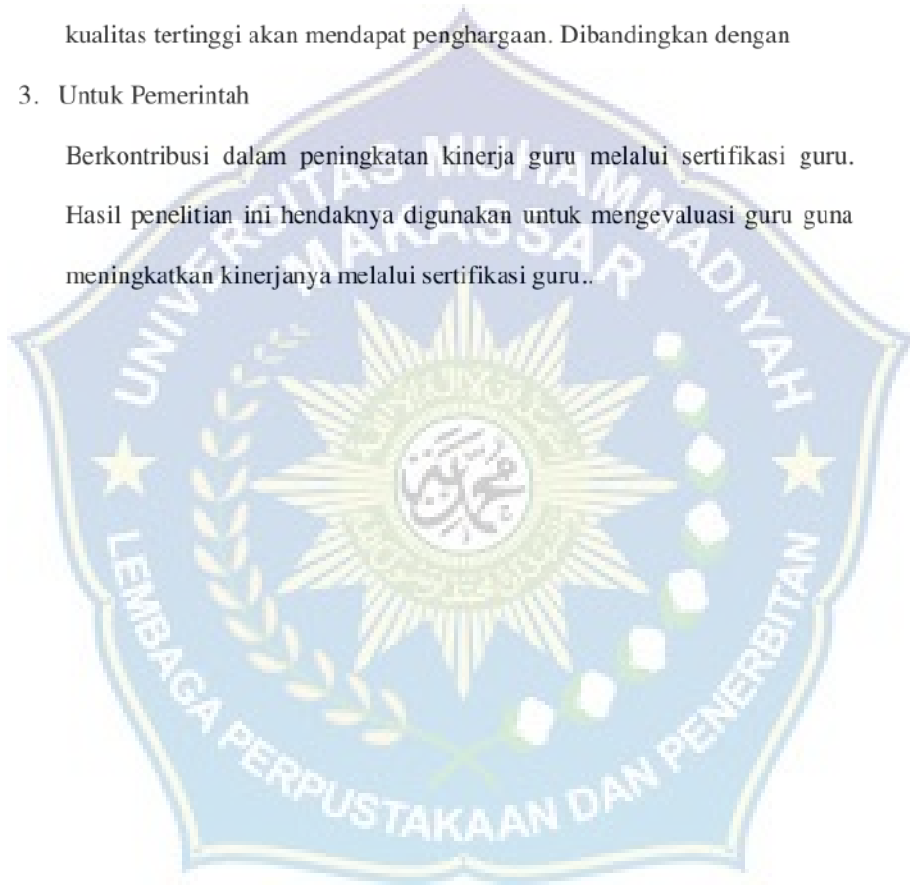 kualitas tertinggi akan mendapat penghargaan. Dibandingkan dengan
3. Untuk Pemerintah
Berkontribusi dalam peningkatan kinerja guru melalui sertifikasi guru.
Hasil penelitian ini hendaknya digunakan untuk mengevaluasi guru guna
meningkatkan kinerjanya melalui sertifikasi guru..
UNIVERSITAS MUHAMMADIYAH
MAKASSAR
LEMBAGA PERPUSTAKAAN DAN PENERBITAN